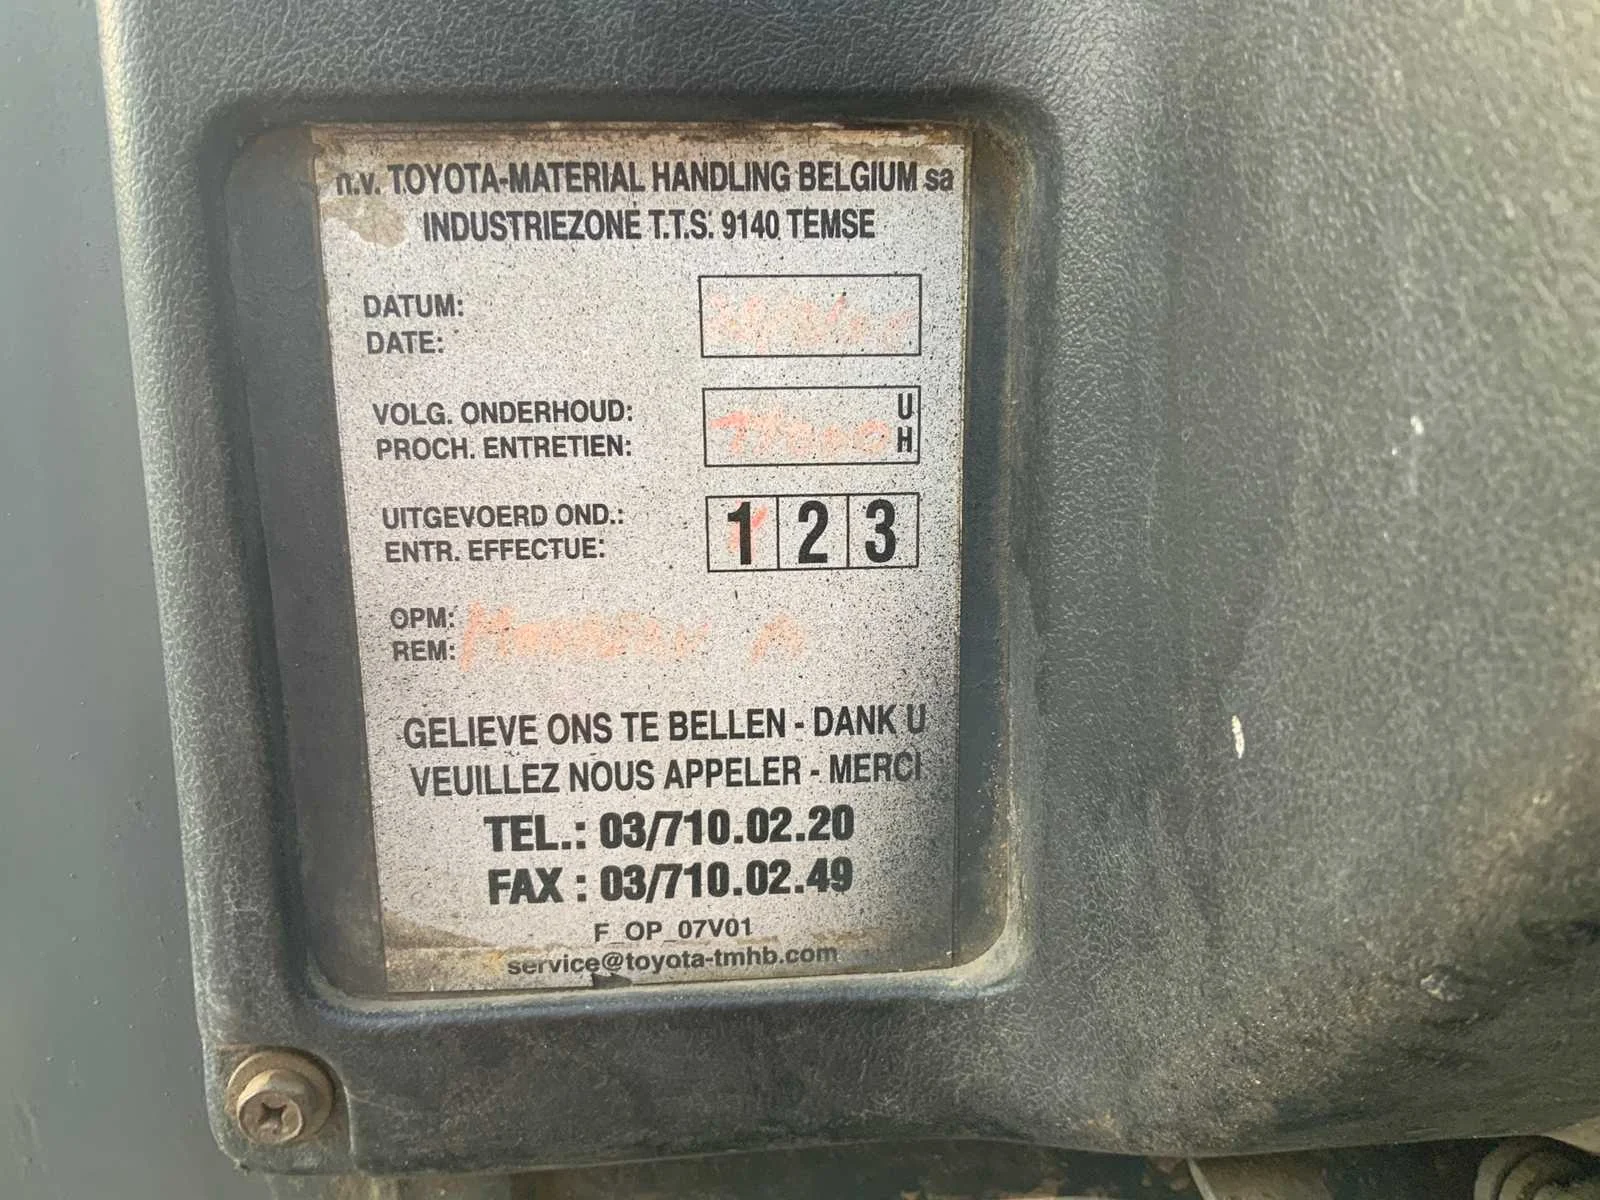 n.v. TOYOTA-MATERIAL HANDLING BELGIUM sa
INDUSTRIEZONE T.T.S. 9140 TEMSE
DATUM:
DATE:
VOLG. ONDERHOUD: U
PROCH. ENTRETIEN: H
UITGEVOERD OND.: 1 2 3
ENTR. EFFECTUE:
OPM:
REM:
GELIEVE ONS TE BELLEN - DANK U
VEUILLEZ NOUS APPELER - MERCI
TEL.: 03/710.02.20
FAX : 03/710.02.49
F_OP_07V01
service@toyota-tmhb.com